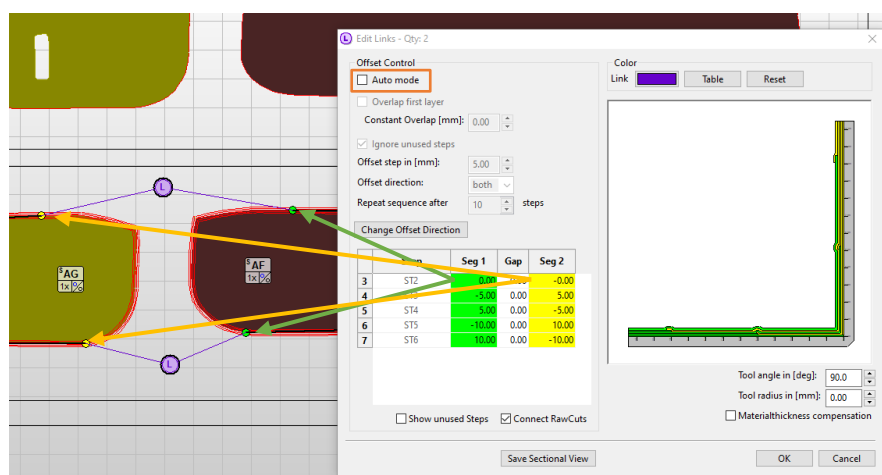 L Edit Links - Qty: 2
Offset Control
Auto mode
Overlap first layer
Constant Overlap [mm]: 0.00
Ignore unused steps
Offset step in [mm]: 5.00
Offset direction: both
Repeat sequence after 10 steps
Change Offset Direction
Seg 1 Gap Seg 2
3 ST2 0.00 -0.00
4 -5.00 0.00 5.00
5 ST4 5.00 0.00 -5.00
6 ST5 -10.00 0.00 10.00
7 ST6 10.00 0.00 -10.00
Show unused Steps Connect RawCuts
Color
Link Table Reset
Tool angle in [deg]: 90.0
Tool radius in [mm]: 0.00
Materialthickness compensation
Save Sectional View OK Cancel
L
S AG
1x %
S AF
1x %
L